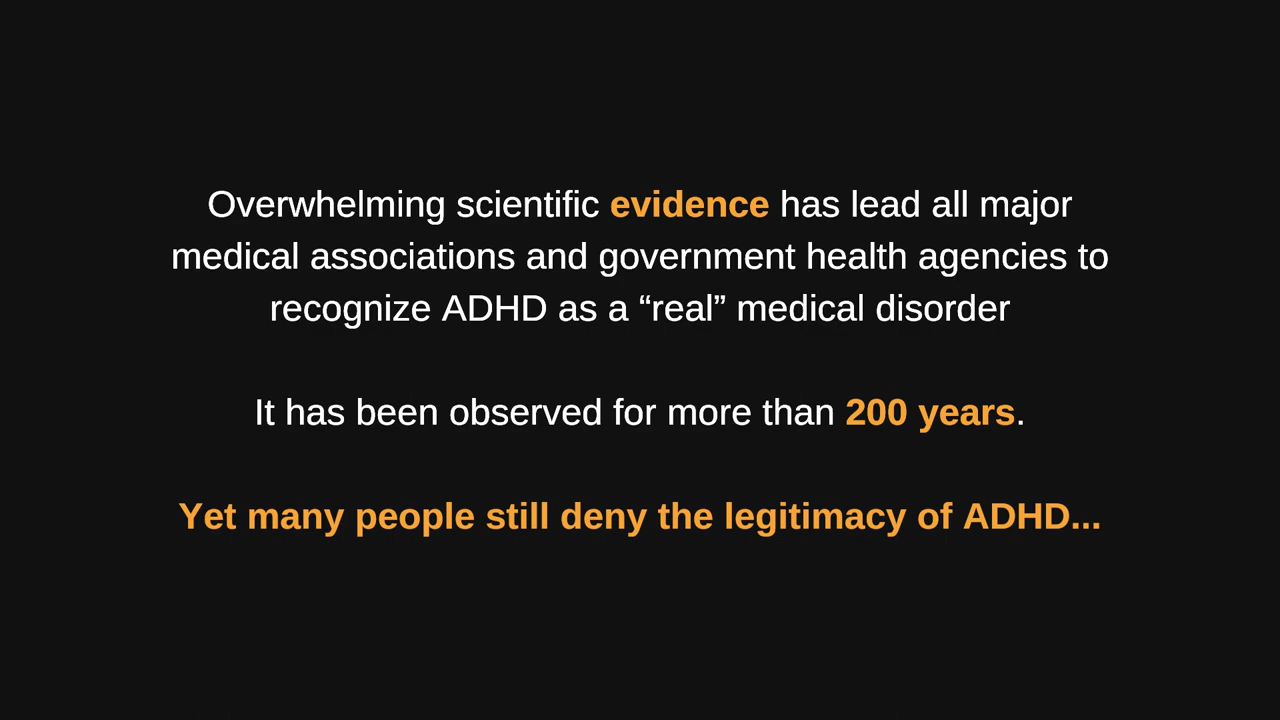 Overwhelming scientific evidence has lead all major
medical associations and government health agencies to
recognize ADHD as a “real” medical disorder
It has been observed for more than 200 years.
Yet many people still deny the legitimacy of ADHD...